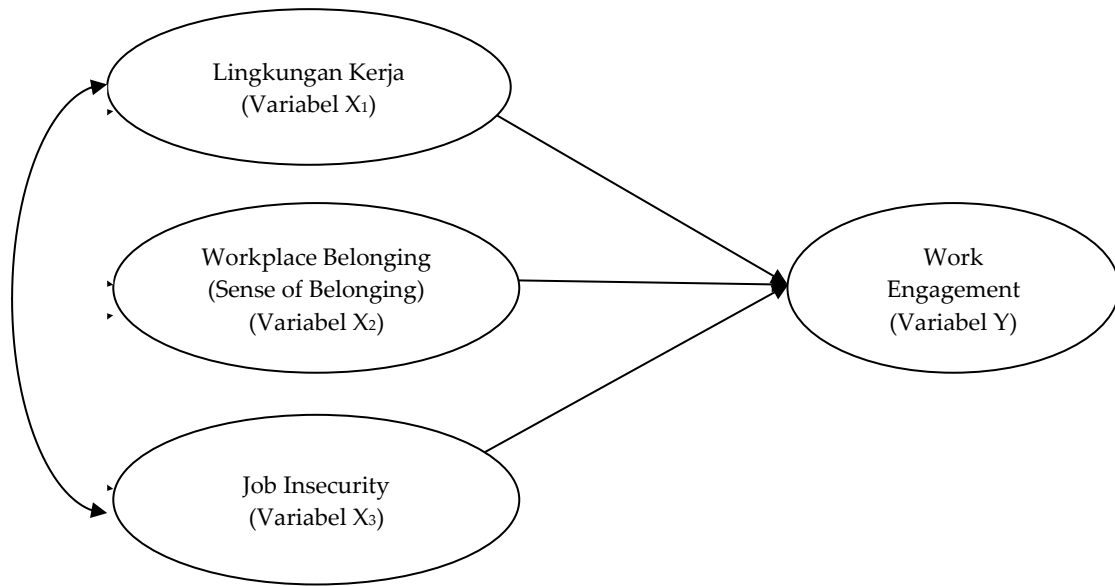 Lingkungan Kerja
(Variabel X₁)
Workplace Belonging
(Sense of Belonging)
(Variabel X₂)
Job Insecurity
(Variabel X₃)
Work
Engagement
(Variabel Y)